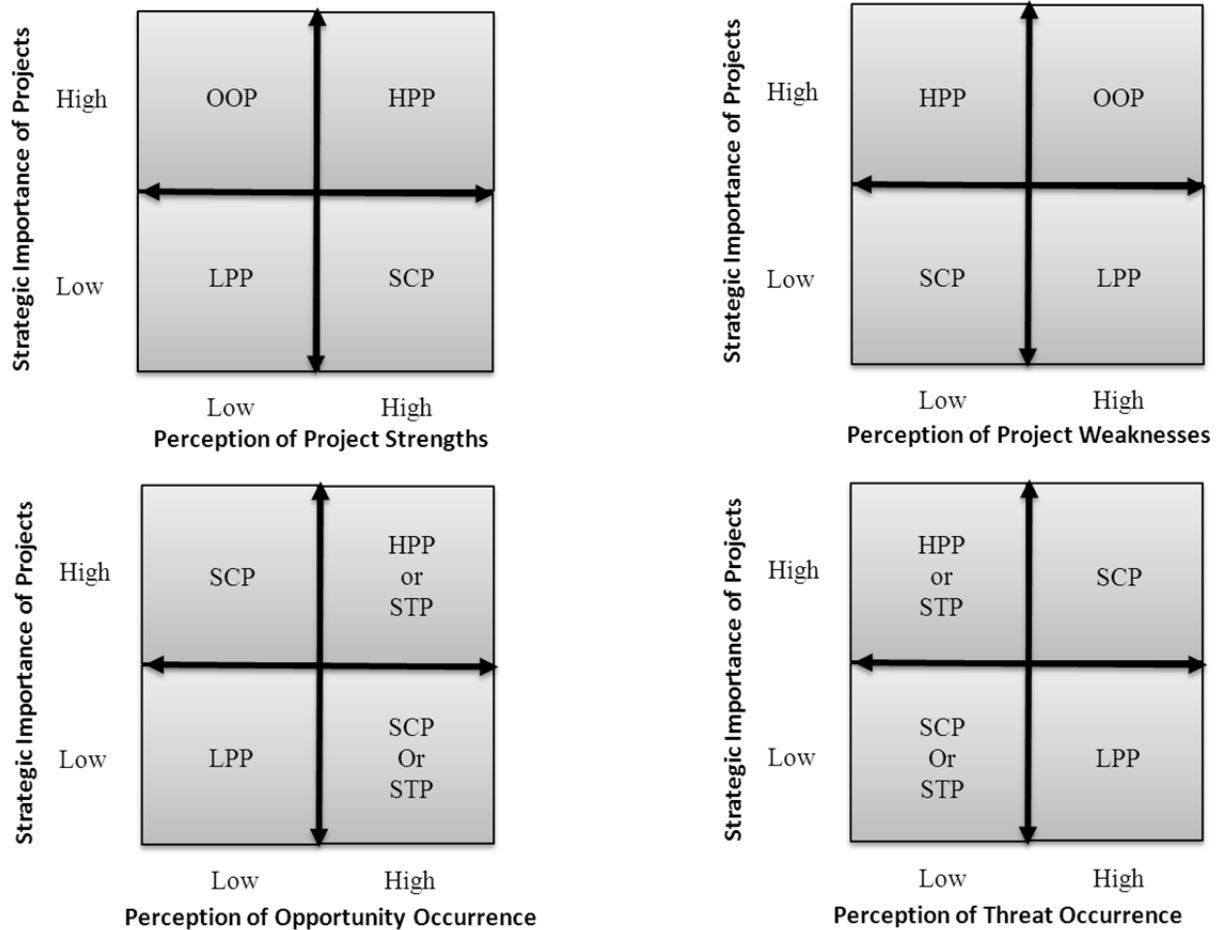 Strategic Importance of Projects
High
OOP
HPP
Low
LPP
SCP
Low
High
Perception of Project Strengths
Strategic Importance of Projects
High
HPP
OOP
Low
SCP
LPP
Low
High
Perception of Project Weaknesses
Strategic Importance of Projects
High
SCP
HPP
or
STP
Low
LPP
SCP
Or
STP
Low
High
Perception of Opportunity Occurrence
Strategic Importance of Projects
High
HPP
or
STP
SCP
Low
SCP
Or
STP
LPP
Low
High
Perception of Threat Occurrence